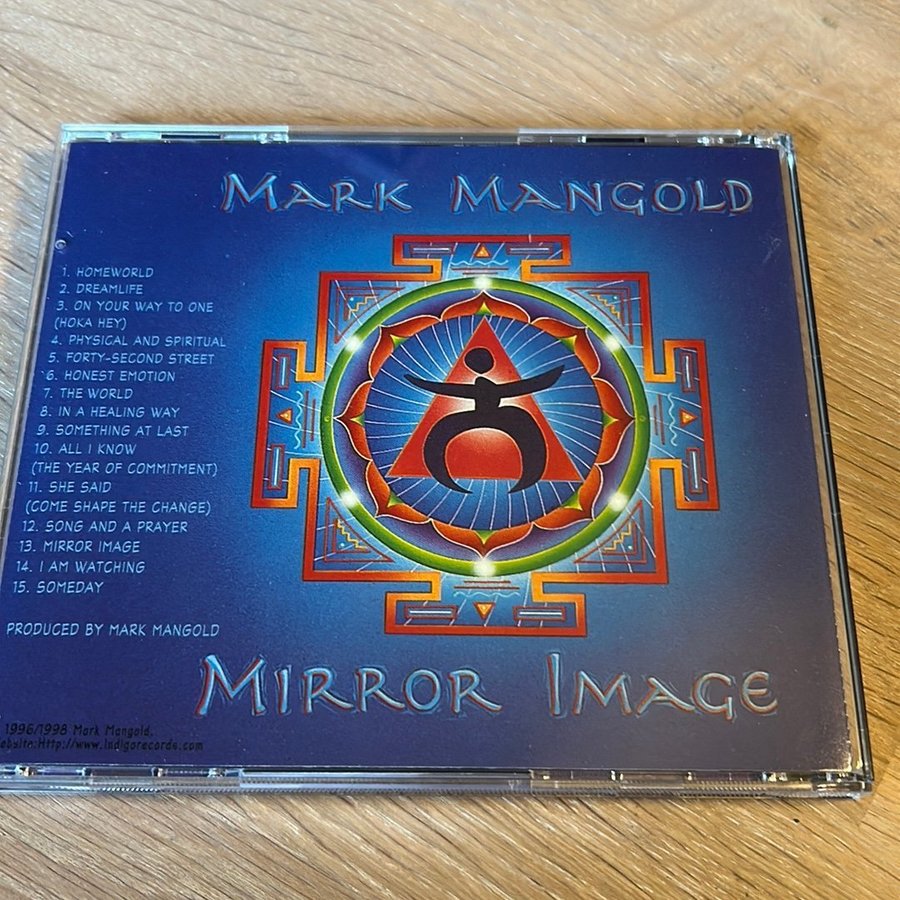 MARK MANGOLD
1. HOMEWORLD
2. DREAMLIFE
3. ON YOUR WAY TO ONE
(HOKA HEY)
4. PHYSICAL AND SPIRITUAL
5. FORTY-SECOND STREET
6. HONEST EMOTION
7. THE WORLD
8. IN A HEALING WAY
9. SOMETHING AT LAST
10. ALL I KNOW
(THE YEAR OF COMMITMENT)
11. SHE SAID
(COME SHAPE THE CHANGE)
12. SONG AND A PRAYER
13. MIRROR IMAGE
14. I AM WATCHING
15. SOMEDAY
PRODUCED BY MARK MANGOLD
MIRROR IMAGE
1996/1998 Mark Mangold.